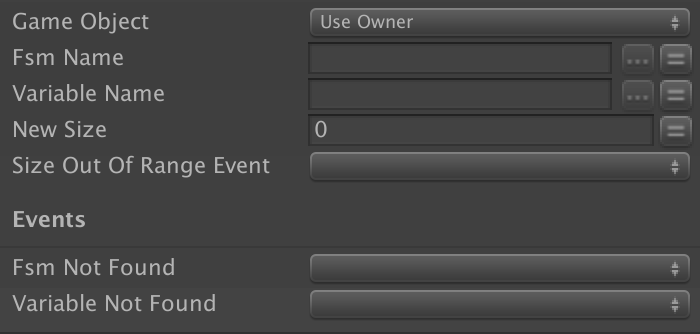 Game Object Use Owner
Fsm Name ...
Variable Name ...
New Size 0
Size Out Of Range Event
Events
Fsm Not Found
Variable Not Found